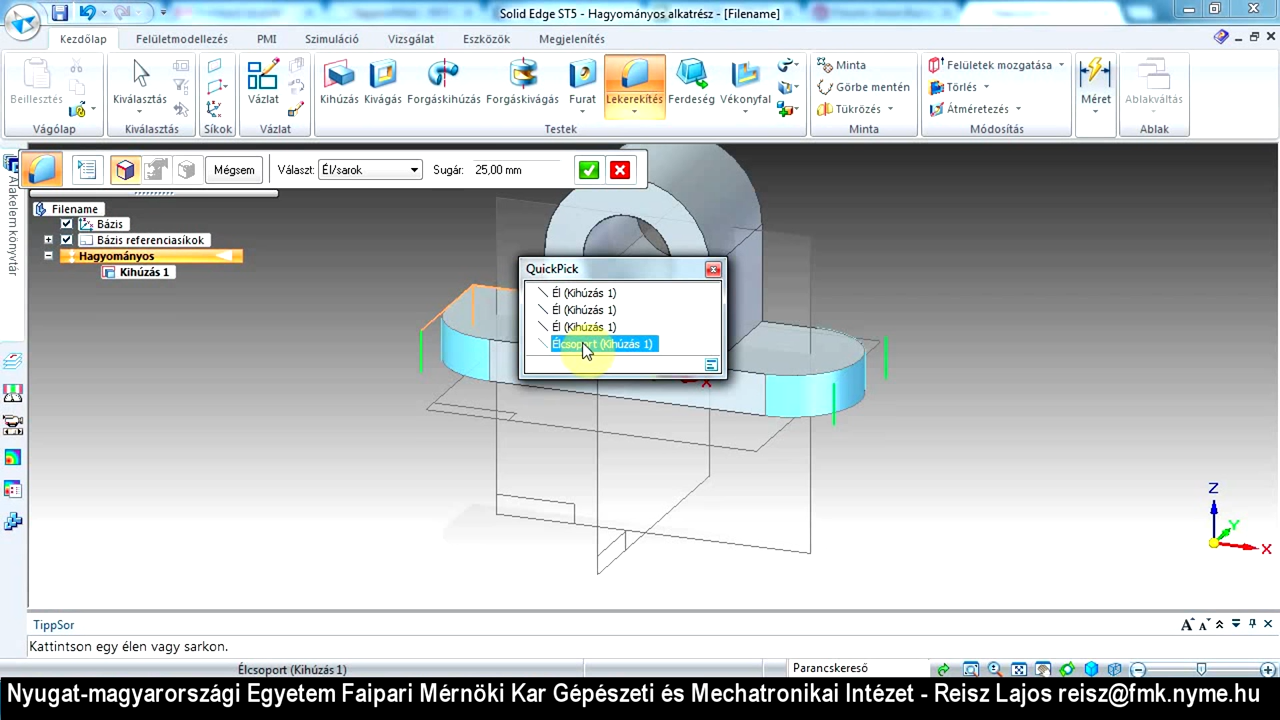 Solid Edge ST5 - Hagyományos alkatrész - [Filename]
Kezdőlap
Felületmodellezés
PMI
Szimuláció
Vizsgálat
Eszközök
Megjelenítés
Beillesztés
Kiválasztás
Vázlat
Kihúzás
Kivágás
Forgáskihúzás
Forgáskivágás
Furat
Lekerekítés
Ferdeség
Vékonyfal
Minta
Görbe mentén
Tükrözés
Felületek mozgatása
Törlés
Átméretezés
Méret
Ablakváltás
Vágólap
Kiválasztás
Síkok
Vázlat
Testek
Minta
Módosítás
Ablak
Mégsem
Választ:
Él/sarok
Sugár:
25,00 mm
Makelem könyvtár
Filename
Bázis
Bázis referenciasíkok
Hagyományos
Kihúzás 1
QuickPick
Él (Kihúzás 1)
Él (Kihúzás 1)
Él (Kihúzás 1)
Élcsoport (Kihúzás 1)
X
Z
Y
X
TippSor
Kattintson egy élen vagy sarkon.
Élcsoport (Kihúzás 1)
Parancskereső
Nyugat-magyarországi Egyetem Faipari Mérnöki Kar Gépészeti és Mechatronikai Intézet - Reisz Lajos reisz@fmk.nyme.hu